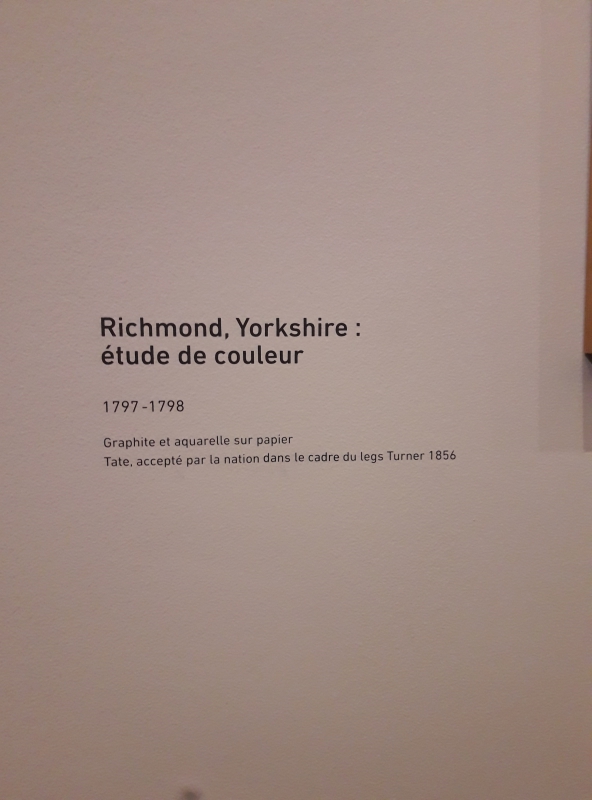 Richmond, Yorkshire :
étude de couleur
1797-1798
Graphite et aquarelle sur papier
Tate, accepté par la nation dans le cadre du legs Turner 1856